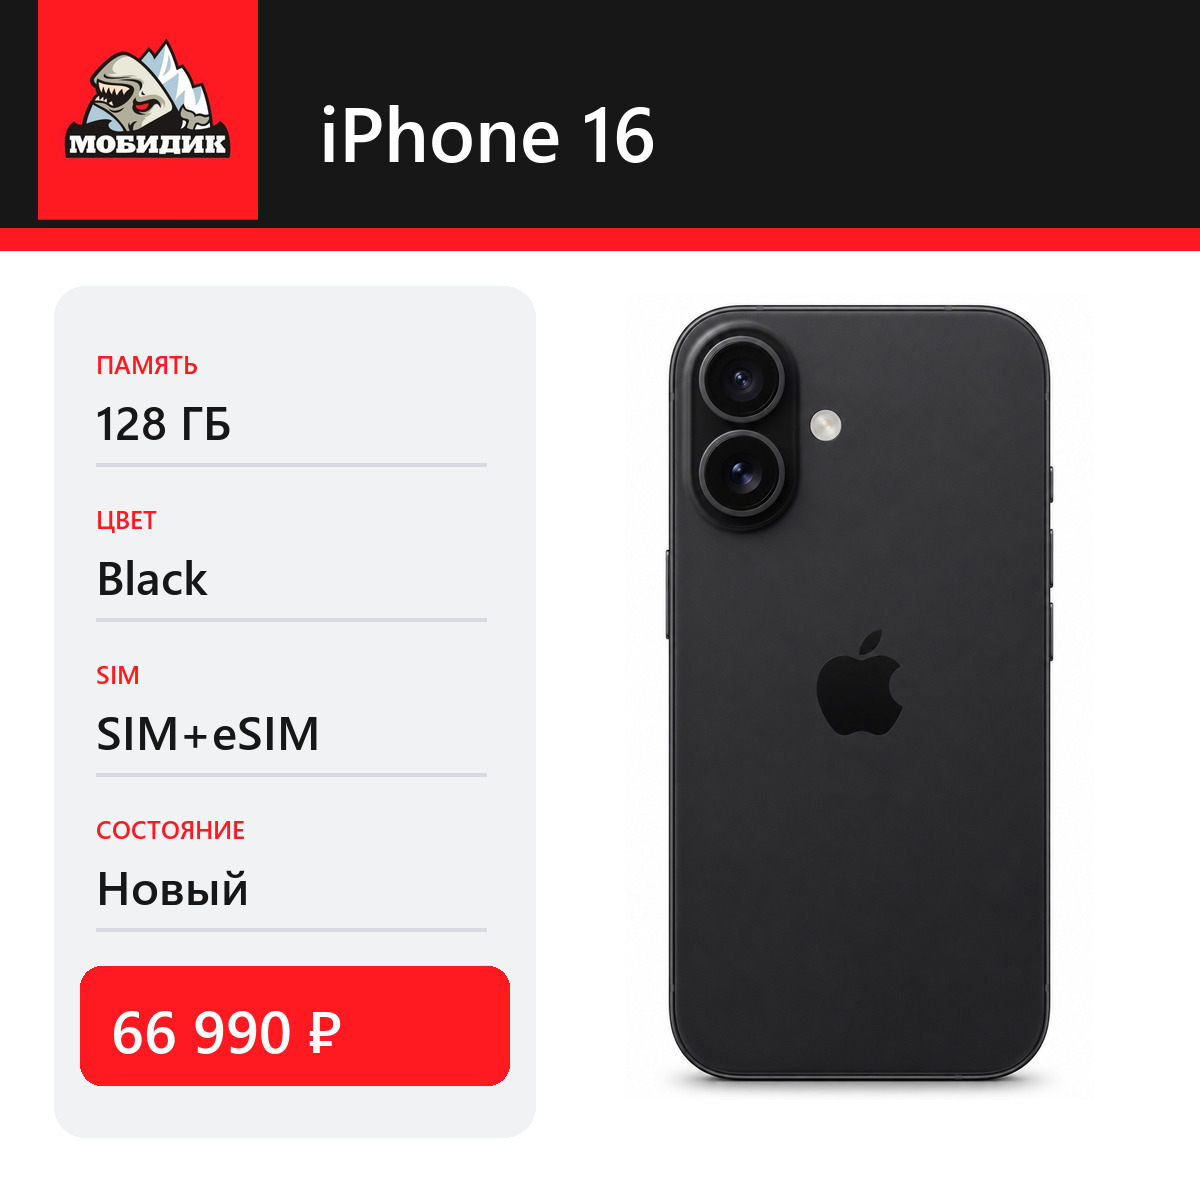 МОБИДИК
iPhone 16
ПАМЯТЬ
128 ГБ
ЦВЕТ
Black
SIM
SIM+eSIM
СОСТОЯНИЕ
Новый
66 990 ₽